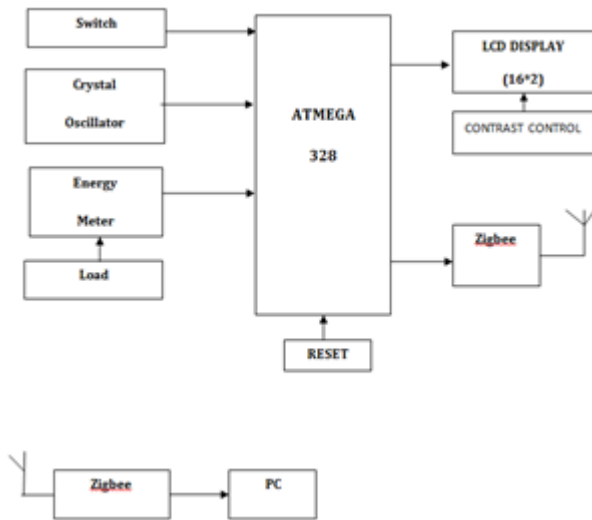 Switch
Crystal
Oscillator
Energy
Meter
Load
ATMEGA
328
RESET
LCD DISPLAY
(16*2)
CONTRAST CONTROL
Zigbee
Zigbee
PC